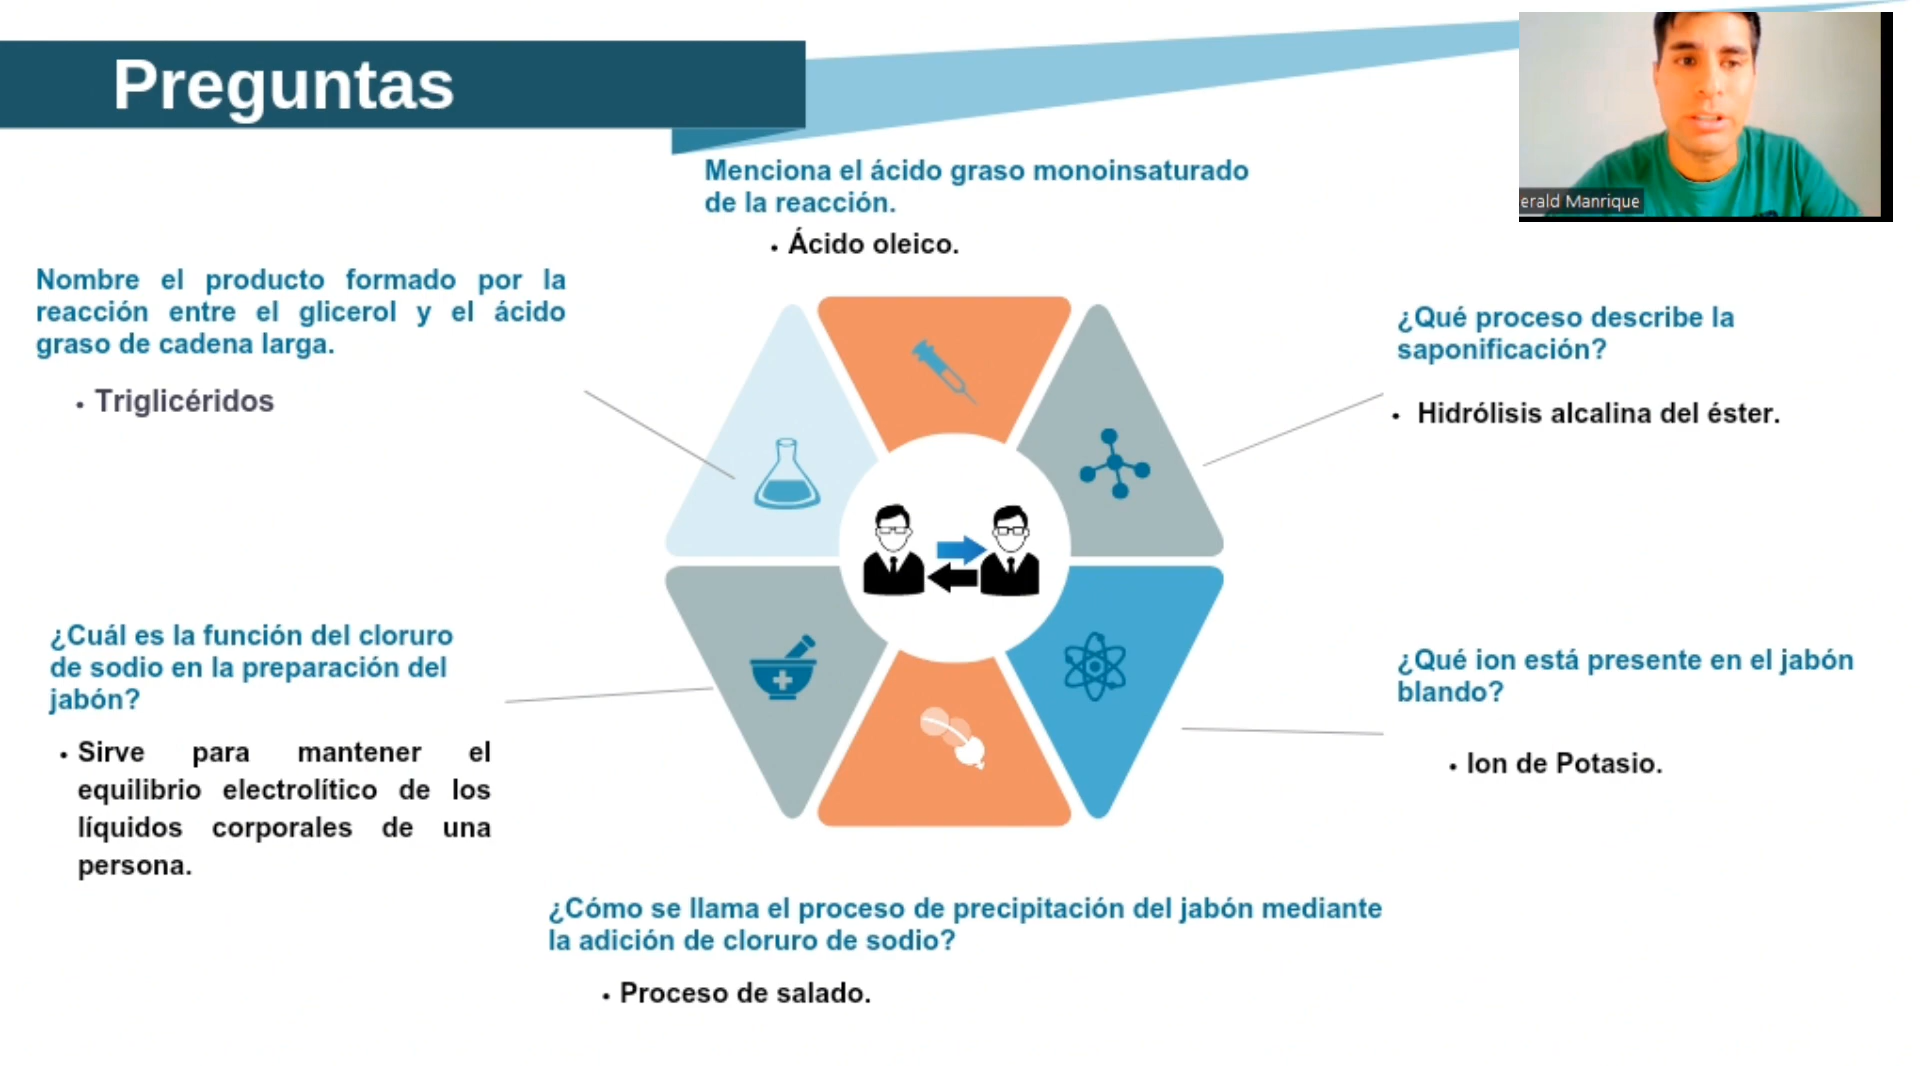 Preguntas
erald Manrique
Menciona el ácido graso monoinsaturado
de la reacción.
• Ácido oleico.
Nombre el producto formado por la
reacción entre el glicerol y el ácido
graso de cadena larga.
• Triglicéridos
¿Qué proceso describe la
saponificación?
• Hidrólisis alcalina del éster.
¿Cuál es la función del cloruro
de sodio en la preparación del
jabón?
• Sirve para mantener el
equilibrio electrolítico de los
líquidos corporales de una
persona.
¿Qué ion está presente en el jabón
blando?
• Ion de Potasio.
¿Cómo se llama el proceso de precipitación del jabón mediante
la adición de cloruro de sodio?
• Proceso de salado.